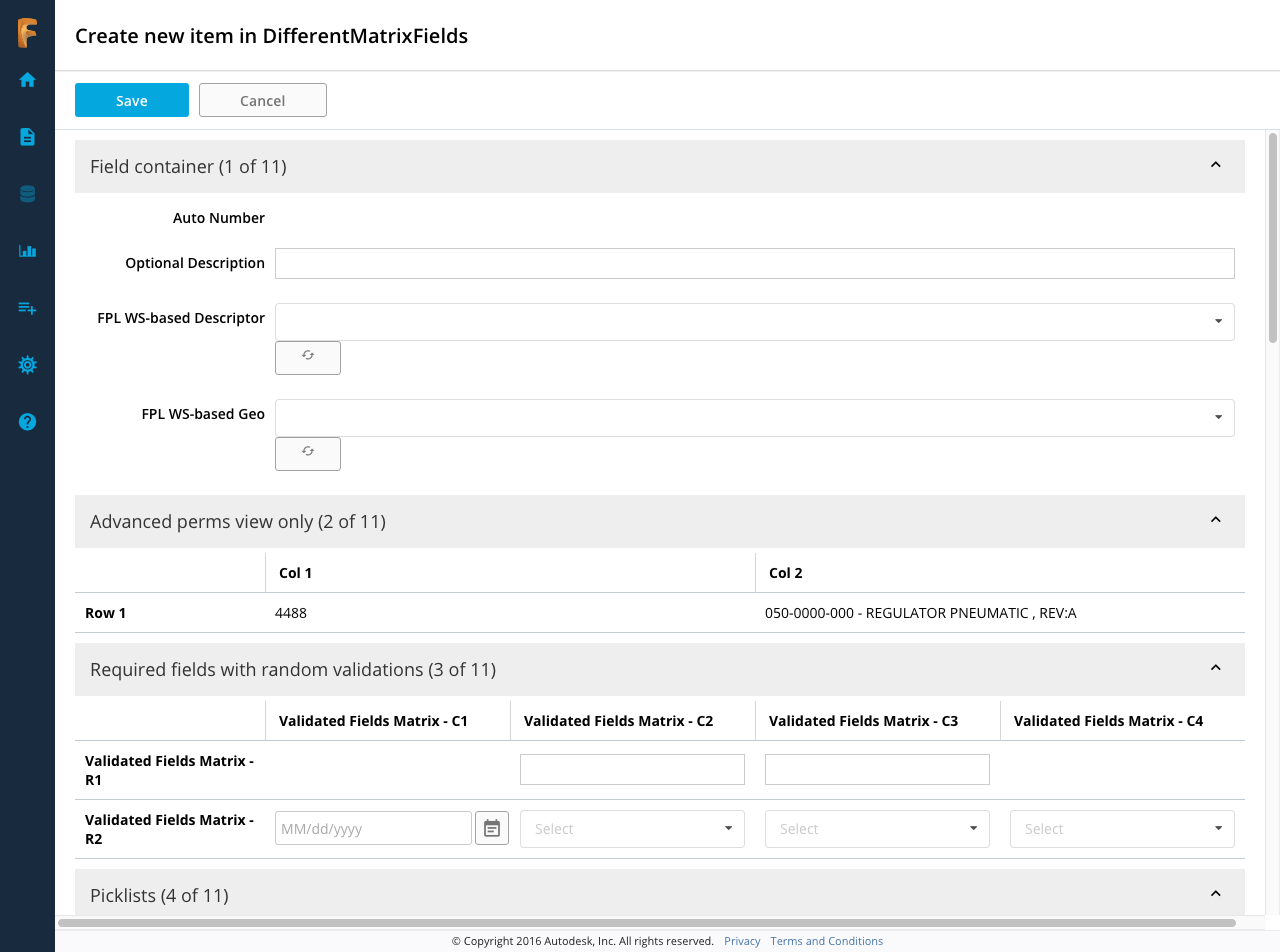 Create new item in DifferentMatrixFields
Save Cancel
Field container (1 of 11)
Auto Number
Optional Description
FPL WS-based Descriptor
FPL WS-based Geo
Advanced perms view only (2 of 11)
Col 1 Col 2
Row 1 4488 050-0000-000 - REGULATOR PNEUMATIC , REV:A
Required fields with random validations (3 of 11)
Validated Fields Matrix - C1 Validated Fields Matrix - C2 Validated Fields Matrix - C3 Validated Fields Matrix - C4
Validated Fields Matrix -
R1
Validated Fields Matrix -
R2
MM/dd/yyyy Select Select Select
Picklists (4 of 11)
© Copyright 2016 Autodesk, Inc. All rights reserved. Privacy Terms and Conditions